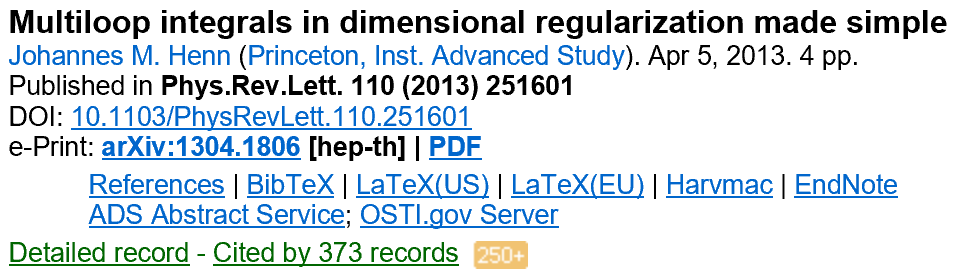 Multiloop integrals in dimensional regularization made simple
Johannes M. Henn (Princeton, Inst. Advanced Study). Apr 5, 2013. 4 pp.
Published in Phys.Rev.Lett. 110 (2013) 251601
DOI: 10.1103/PhysRevLett.110.251601
e-Print: arXiv:1304.1806 [hep-th] | PDF
References | BibTeX | LaTeX(US) | LaTeX(EU) | Harvmac | EndNote
ADS Abstract Service; OSTI.gov Server
Detailed record - Cited by 373 records 250+